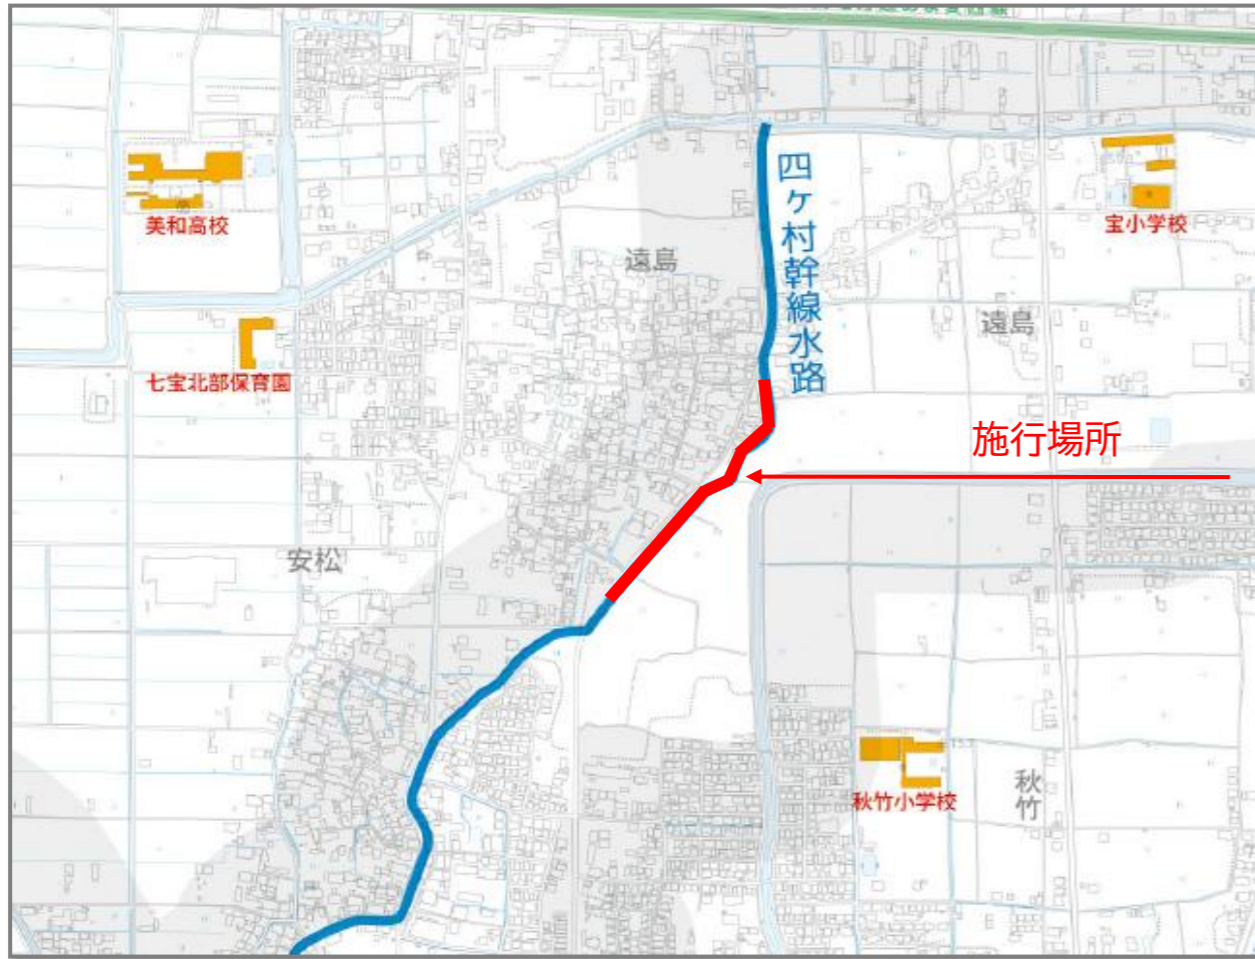 四ヶ村幹線水路
美和高校
宝小学校
遠島
遠島
七宝北部保育園
施行場所
安松
秋竹小学校
秋竹